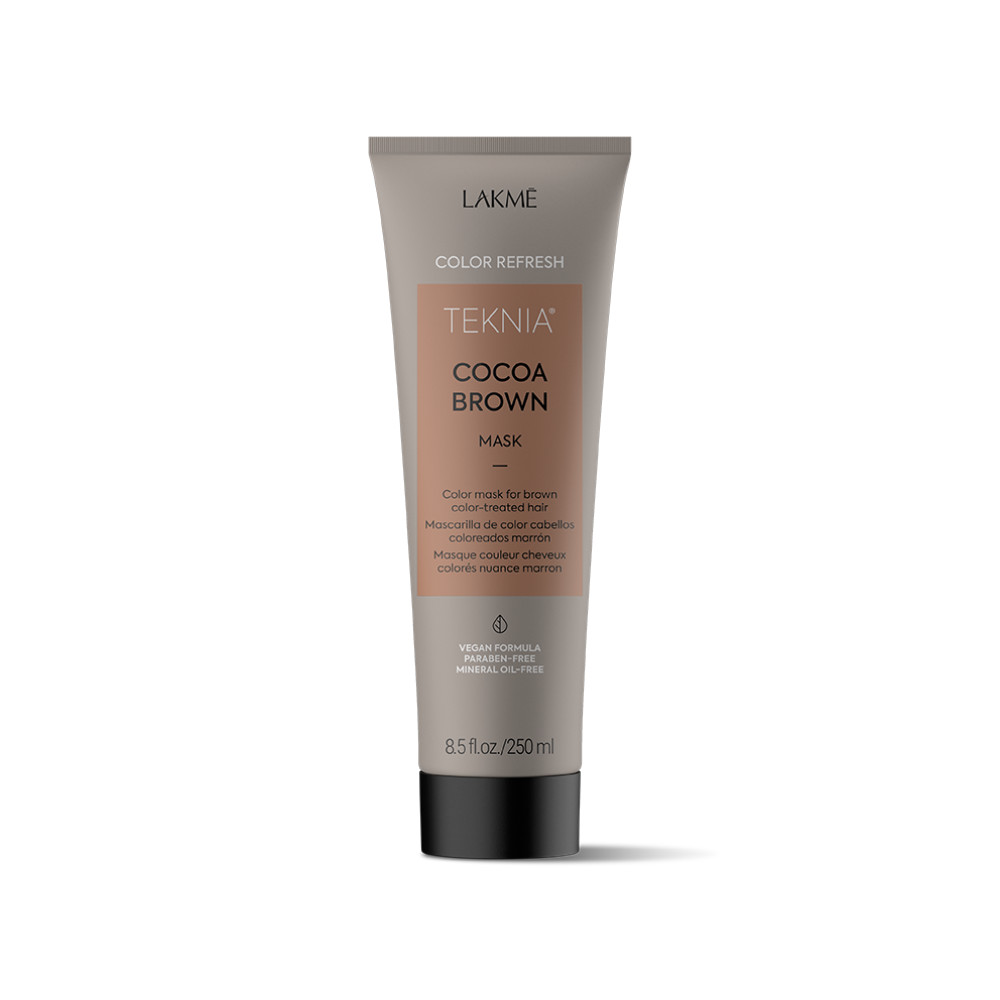 LAKMĒ
COLOR REFRESH
TEKNIA®
COCOA
BROWN
MASK
Color mask for brown
color-treated hair
Mascarilla de color cabellos
coloreados marrón
Masque couleur cheveux
colorés nuance marron
VEGAN FORMULA
PARABEN-FREE
MINERAL OIL-FREE
8.5 fl.oz./250 ml